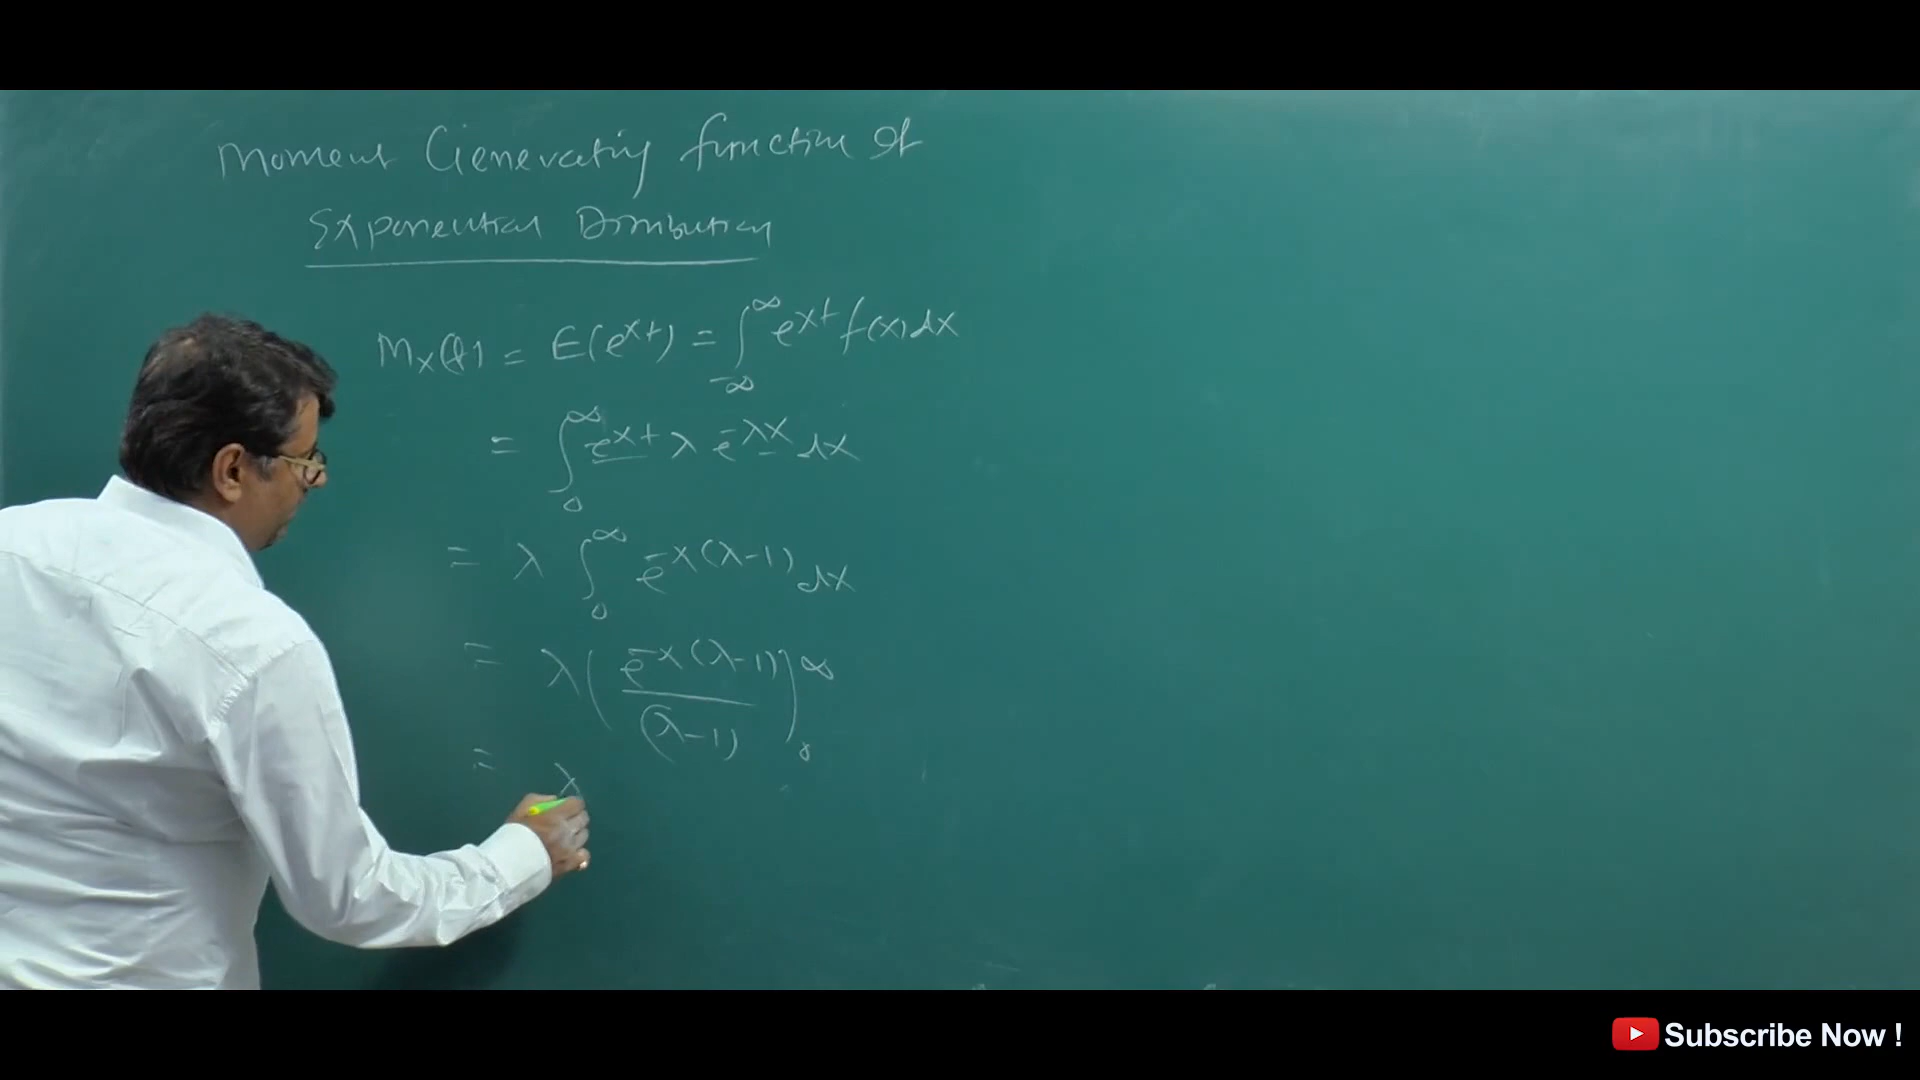 Moment Generating function of
Exponential Distribution
Mx(t) = E(e^xt) = ∫_-∞^∞ e^xt f(x) dx
= ∫_0^∞ e^xt λ e^-λx dx
= λ ∫_0^∞ e^-x(λ-1) dx
= λ ( e^-x(λ-1) / (λ-1) )_0^∞
= λ
Subscribe Now !